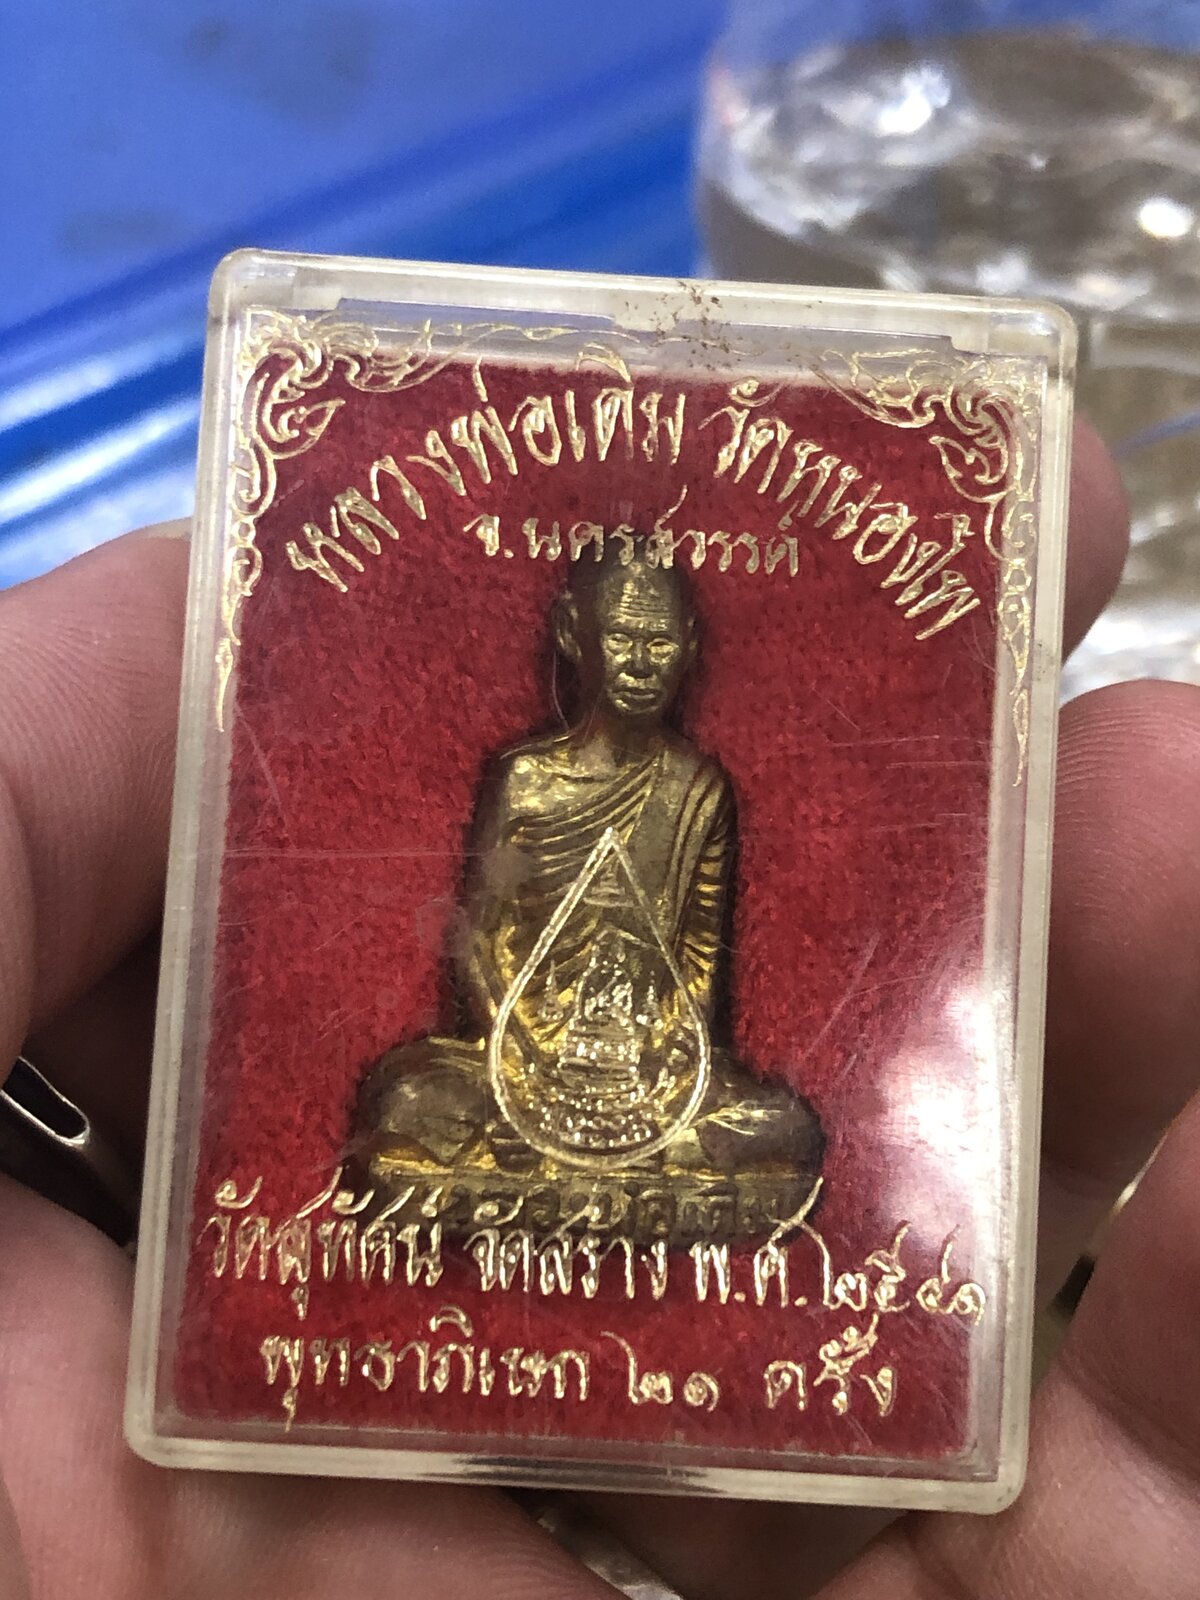 หลวงพ่อเดิม วัดหนองโพ
จ.นครสวรรค์
วัดสุทัศน์ จัดสร้าง พ.ศ. ๒๕๔๑
พุทธาภิเษก ๒๑ ครั้ง